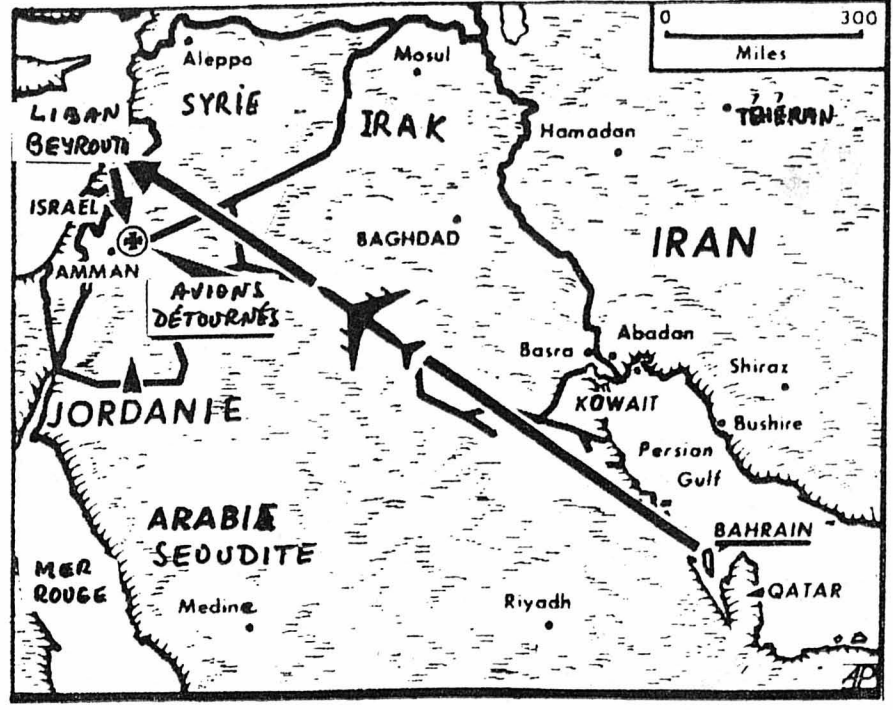 0 300
Miles
Aleppo
Mosul
SYRIE
LIBAN
BEYROUTH
IRAK
TÉHÉRAN
Hamadan
ISRAEL
BAGHDAD
IRAN
AMMAN
AVIONS
DÉTOURNÉS
Basra
Abadan
Shiraz
KOWAIT
JORDANIE
Bushire
Persian
Gulf
ARABIE
SEOUDITE
BAHRAIN
MER
ROUGE
QATAR
Medine
Riyadh
AP